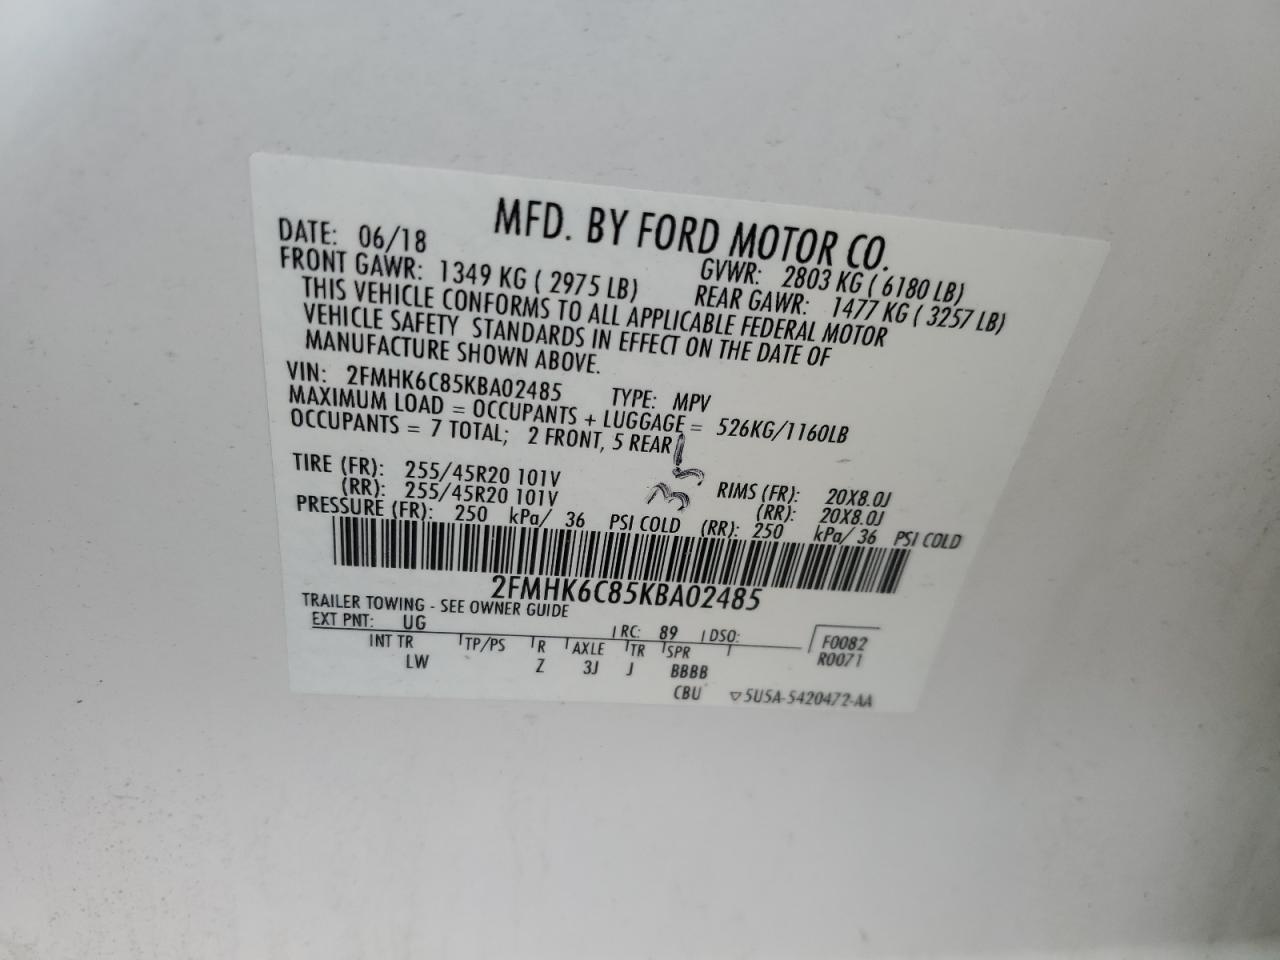 MFD. BY FORD MOTOR CO.
DATE: 06/18 GVWR: 2803 KG ( 6180 LB)
FRONT GAWR: 1349 KG ( 2975 LB) REAR GAWR: 1477 KG ( 3257 LB)
THIS VEHICLE CONFORMS TO ALL APPLICABLE FEDERAL MOTOR
VEHICLE SAFETY STANDARDS IN EFFECT ON THE DATE OF
MANUFACTURE SHOWN ABOVE.
VIN: 2FMHK6C85KBA02485 TYPE: MPV
MAXIMUM LOAD = OCCUPANTS + LUGGAGE = 526KG/1160LB
OCCUPANTS = 7 TOTAL; 2 FRONT, 5 REAR
TIRE (FR): 255/45R20 101V RIMS (FR): 20X8.0J
(RR): 255/45R20 101V (RR): 20X8.0J
PRESSURE (FR): 250 kPa/ 36 PSI COLD (RR): 250 kPa/ 36 PSI COLD
2FMHK6C85KBA02485
TRAILER TOWING - SEE OWNER GUIDE
EXT PNT: UG RC: 89 DSO: F0082
INT TR TP/PS R AXLE TR SPR R0071
LW Z 3J J BBBB
CBU ▽5U5A-5420472-AA